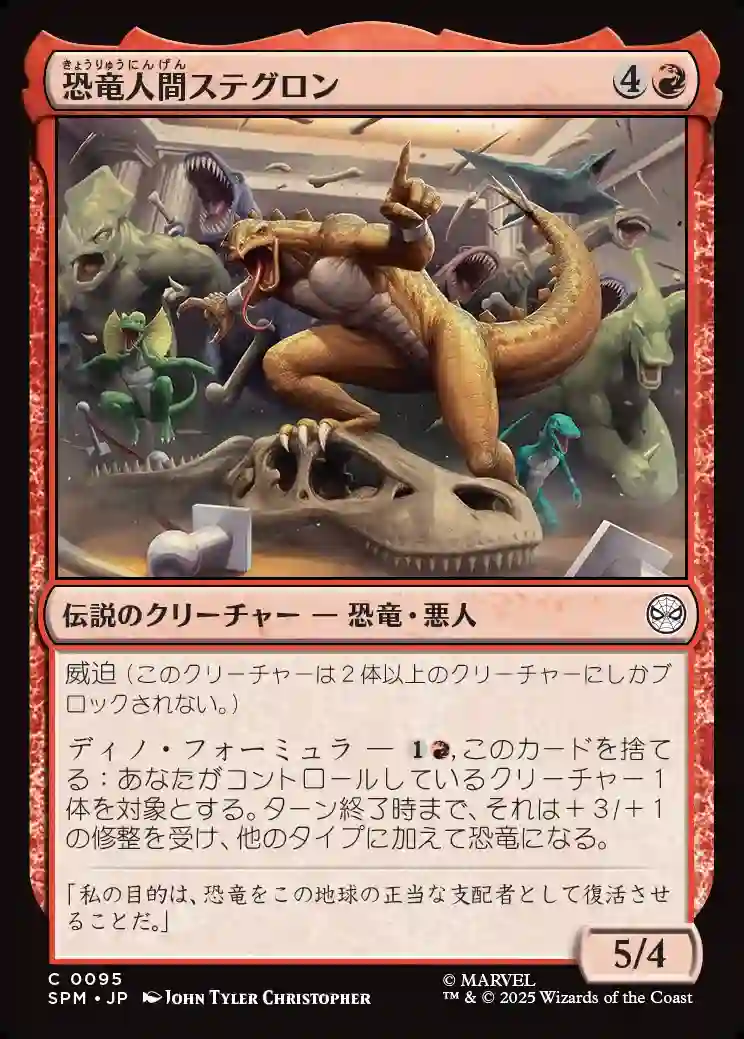 きょうりゅうにんげん
恐竜人間ステグロン 4
伝説のクリーチャー — 恐竜・悪人
威迫(このクリーチャーは2体以上のクリーチャーにしかブ
ロックされない。)
ディノ・フォーミュラ — 1,このカードを捨て
る:あなたがコントロールしているクリーチャー1
体を対象とする。ターン終了時まで、それは+3/+1
の修整を受け、他のタイプに加えて恐竜になる。
「私の目的は、恐竜をこの地球の正当な支配者として復活させ
ることだ。」
5/4
C 0095
SPM • JP John Tyler Christopher
© MARVEL
™ & © 2025 Wizards of the Coast